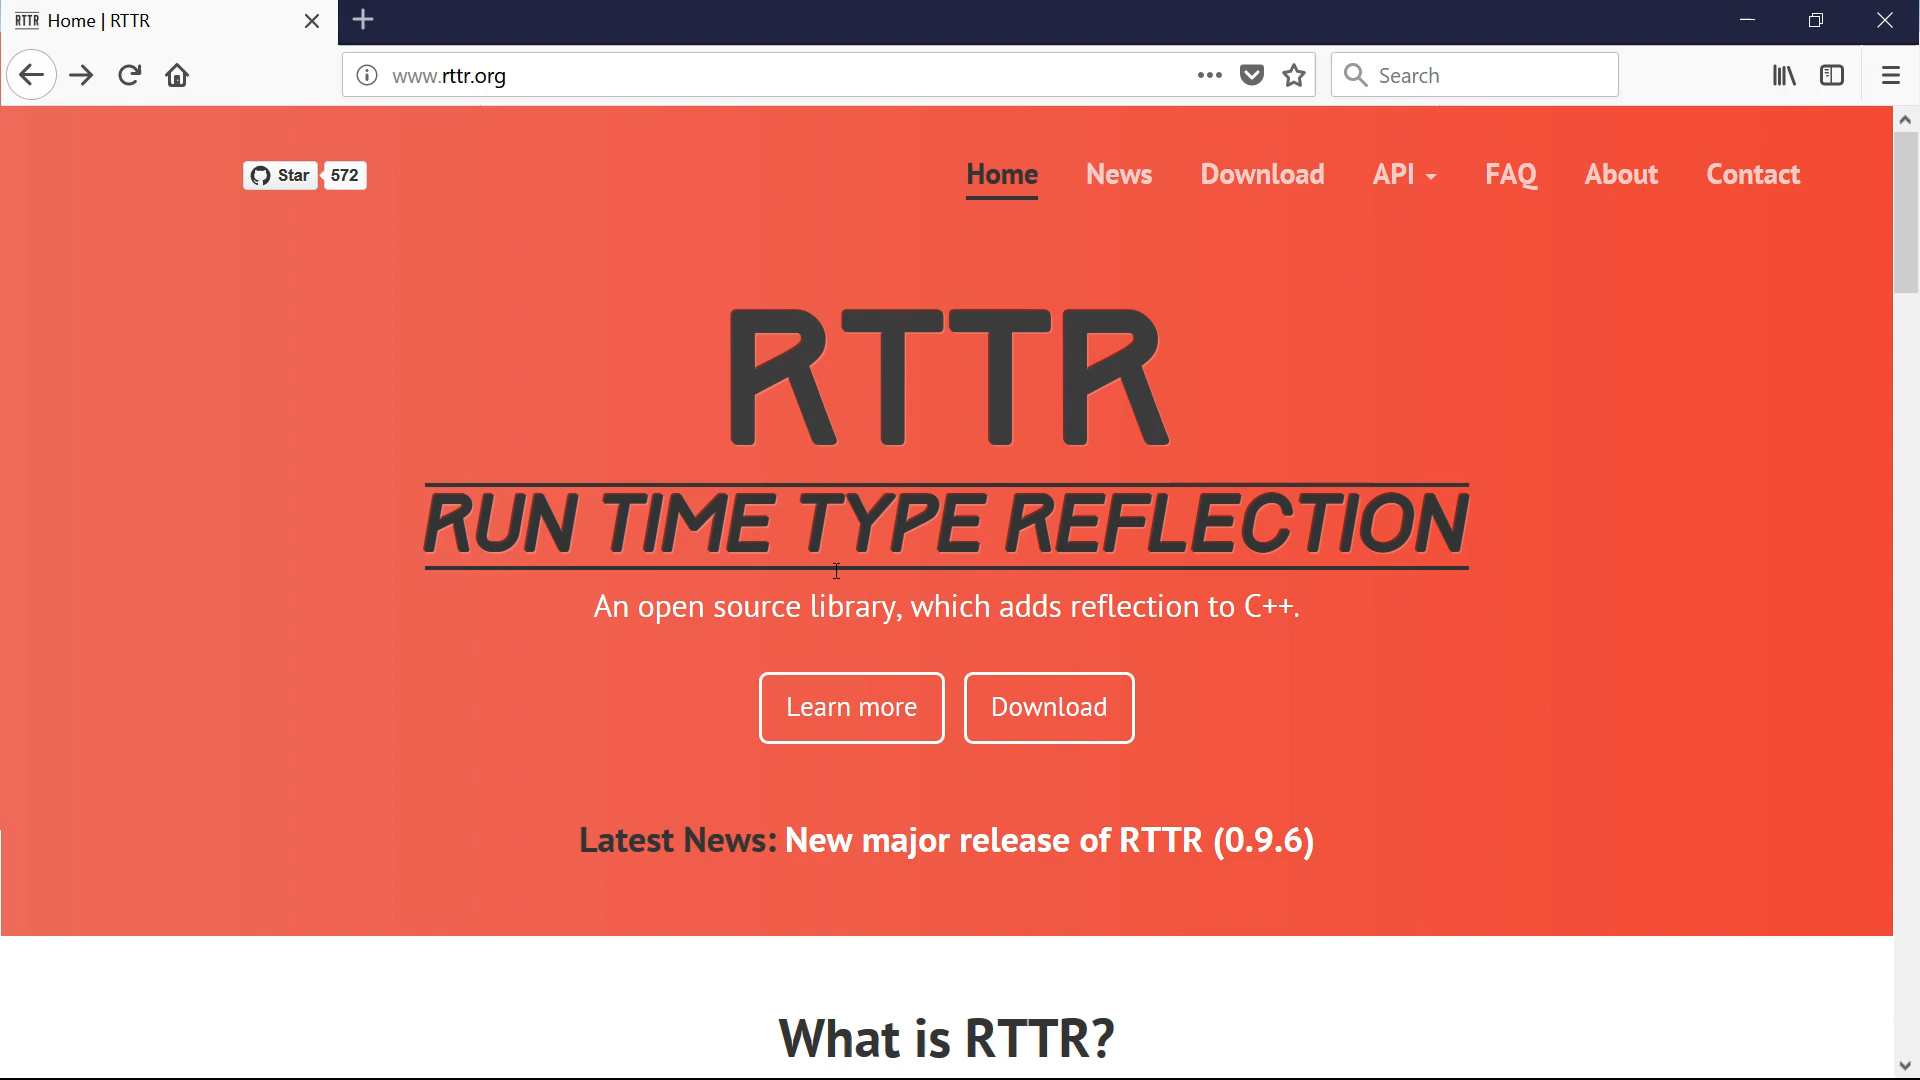 RTTR Home | RTTR
www.rttr.org
Search
Star 572
Home News Download API FAQ About Contact
RTTR
RUN TIME TYPE REFLECTION
An open source library, which adds reflection to C++.
Learn more Download
Latest News: New major release of RTTR (0.9.6)
What is RTTR?